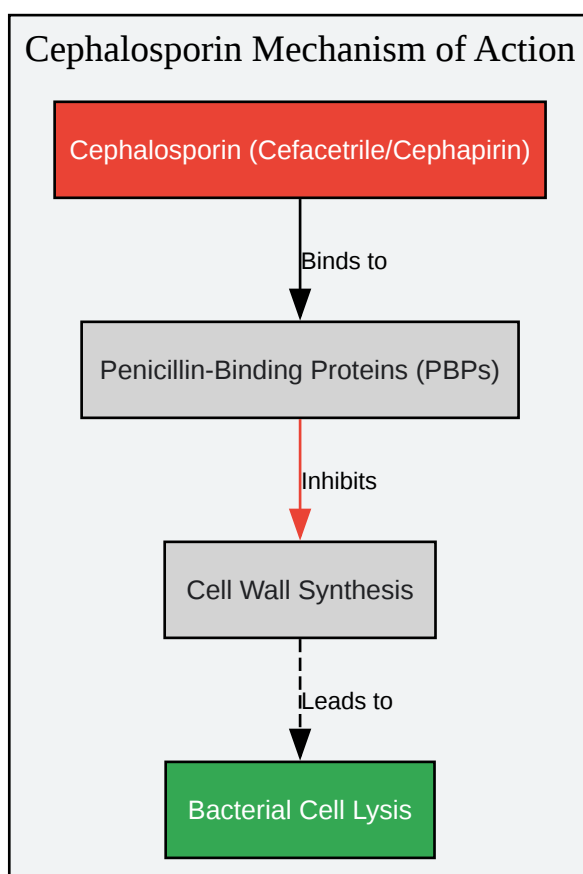 Cephalosporin Mechanism of Action
Cephalosporin (Cefacetrile/Cephapirin)
Binds to
Penicillin-Binding Proteins (PBPs)
Inhibits
Cell Wall Synthesis
Leads to
Bacterial Cell Lysis